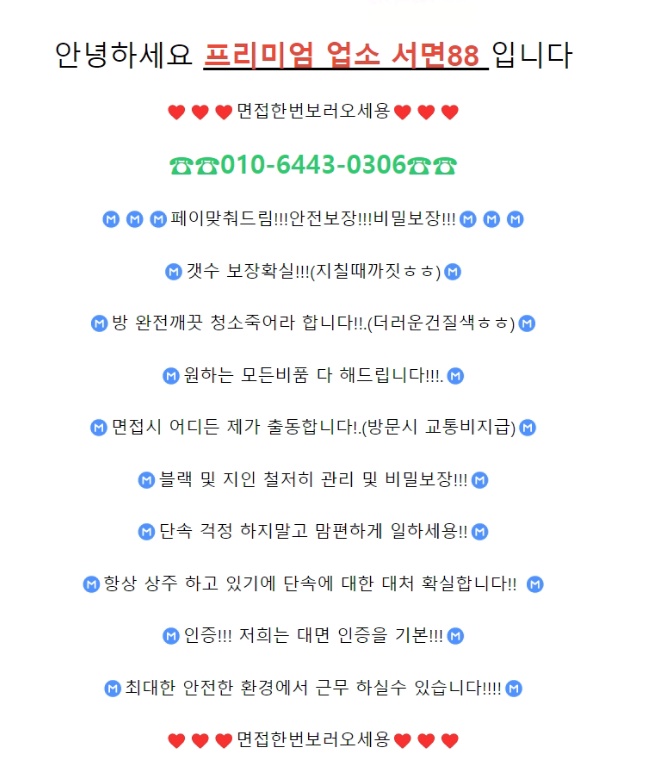 안녕하세요 프리미엄 업소 서면88 입니다
♥♥♥면접한번보러오세용♥♥♥
☎☎010-6443-0306☎☎
Ⓜ Ⓜ Ⓜ페이맞춰드림!!!안전보장!!!비밀보장!!!Ⓜ Ⓜ Ⓜ
Ⓜ갯수 보장확실!!!(지칠때까짓ㅎㅎ)Ⓜ
Ⓜ방 완전깨끗 청소죽어라 합니다!!.(더러운건질색ㅎㅎ)Ⓜ
Ⓜ원하는 모든비품 다 해드립니다!!!.Ⓜ
Ⓜ면접시 어디든 제가 출동합니다!.(방문시 교통비지급)Ⓜ
Ⓜ블랙 및 지인 철저히 관리 및 비밀보장!!!Ⓜ
Ⓜ단속 걱정 하지말고 맘편하게 일하세용!!Ⓜ
Ⓜ항상 상주 하고 있기에 단속에 대한 대처 확실합니다!! Ⓜ
Ⓜ인증!!! 저희는 대면 인증을 기본!!!Ⓜ
Ⓜ최대한 안전한 환경에서 근무 하실수 있습니다!!!!Ⓜ
♥♥♥면접한번보러오세용♥♥♥